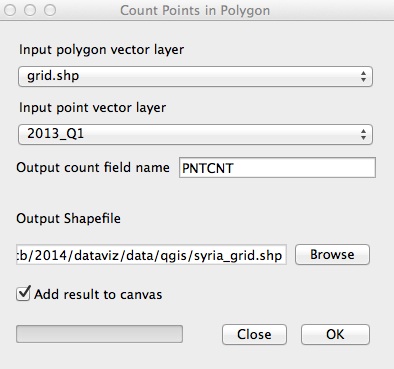 Count Points in Polygon
Input polygon vector layer
grid.shp
Input point vector layer
2013_Q1
Output count field name PNTCNT
Output Shapefile
:b/2014/dataviz/data/qgis/syria_grid.shp Browse
Add result to canvas
Close OK